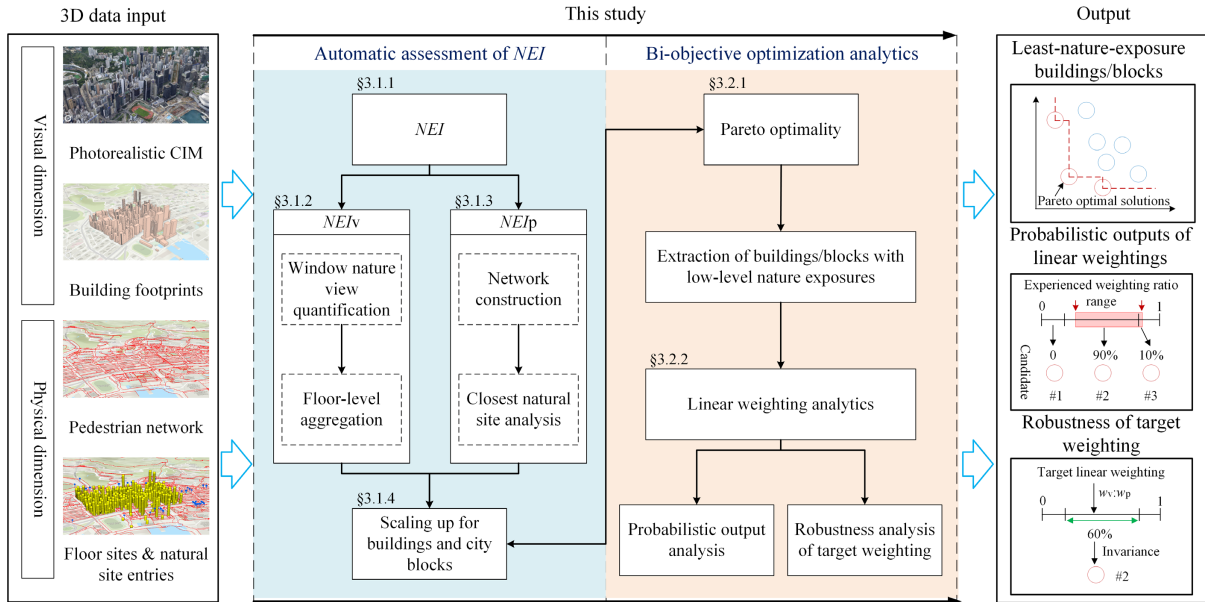 3D data input
Visual dimension
Photorealistic CIM
Building footprints
Physical dimension
Pedestrian network
Floor sites & natural
site entries
This study
Automatic assessment of NEI
§3.1.1
NEI
§3.1.2
NEIv
Window nature
view
quantification
Floor-level
aggregation
§3.1.3
NEIp
Network
construction
Closest natural
site analysis
§3.1.4
Scaling up for
buildings and city
blocks
Bi-objective optimization analytics
§3.2.1
Pareto optimality
Extraction of buildings/blocks with
low-level nature exposures
§3.2.2
Linear weighting analytics
Probabilistic output
analysis
Robustness analysis
of target weighting
Output
Least-nature-exposure
buildings/blocks
Pareto optimal solutions
Probabilistic outputs of
linear weightings
Experienced weighting ratio
0 range 1
0 90% 10%
Candidate
#1 #2 #3
Robustness of target
weighting
Target linear weighting
0 wv:wp 1
60%
Invariance
#2